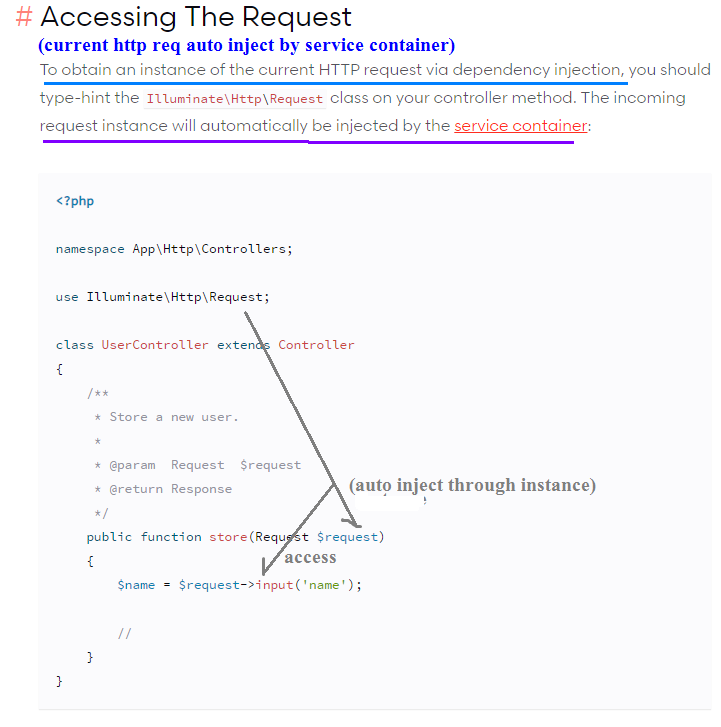 # Accessing The Request
(current http req auto inject by service container)
To obtain an instance of the current HTTP request via dependency injection, you should
type-hint the Illuminate\Http\Request class on your controller method. The incoming
request instance will automatically be injected by the service container:
<?php
namespace App\Http\Controllers;
use Illuminate\Http\Request;
class UserController extends Controller
{
/**
* Store a new user.
*
* @param  Request  $request
* @return Response
(auto inject through instance)
*/
public function store(Request $request)
{
access
$name = $request->input('name');
//
}
}